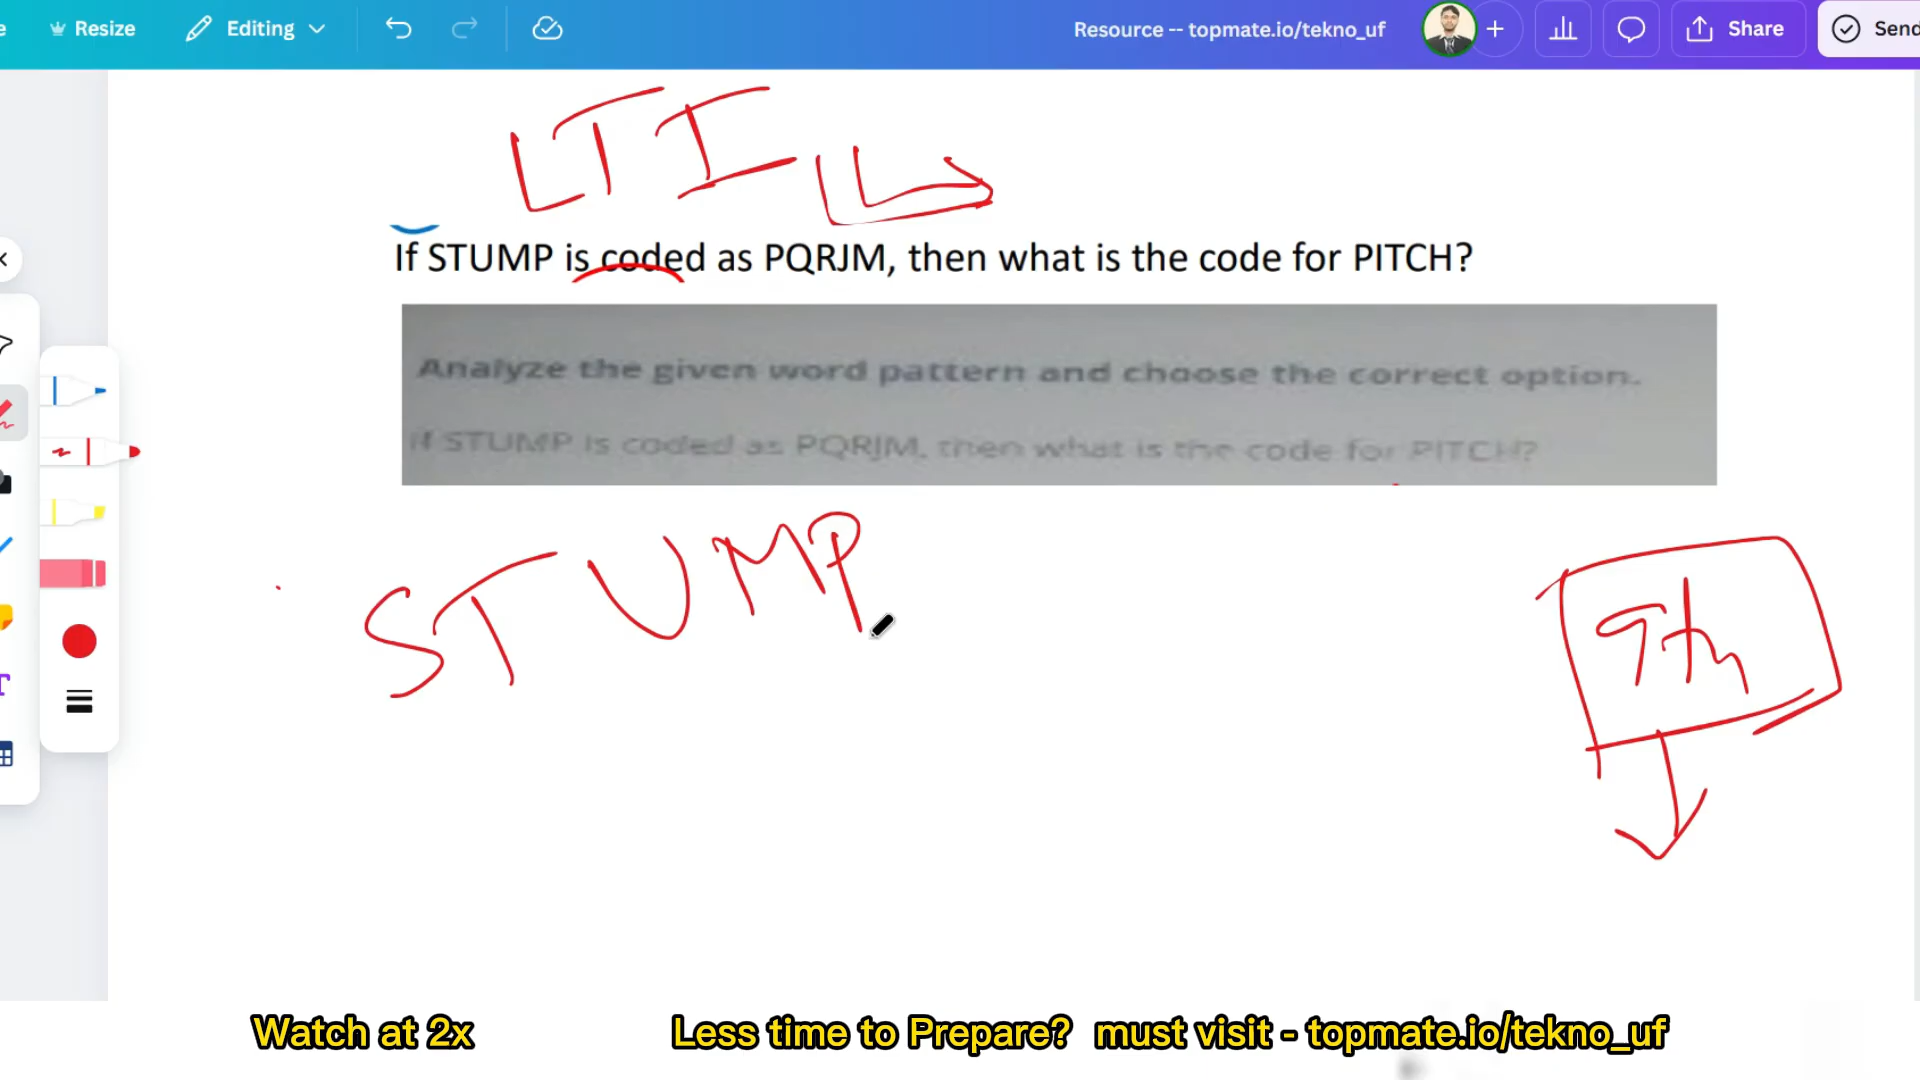 Resize Editing Resource -- topmate.io/tekno_uf Share Send
LTI
If STUMP is coded as PQRJM, then what is the code for PITCH?
Analyze the given word pattern and choose the correct option.
If STUMP is coded as PQRJM, then what is the code for PITCH?
STUMP
Watch at 2x Less time to Prepare? must visit - topmate.io/tekno_uf